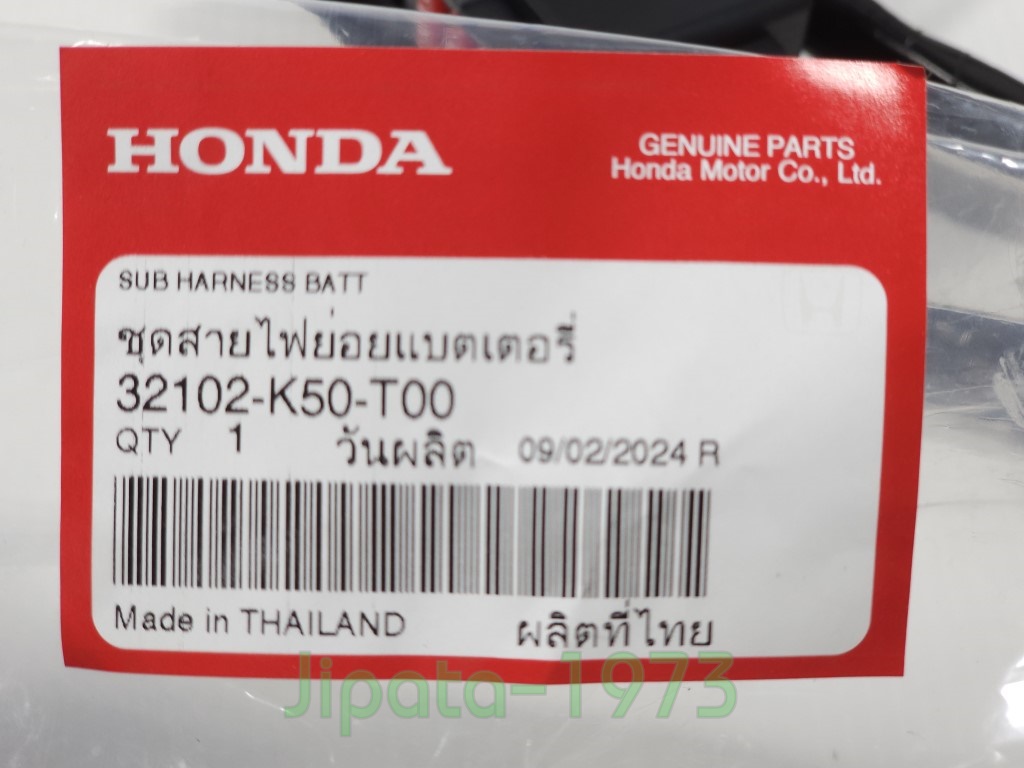 HONDA
GENUINE PARTS
Honda Motor Co., Ltd.
SUB HARNESS BATT
ชุดสายไฟย่อยแบตเตอรี่
32102-K50-T00
QTY 1 วันผลิต 09/02/2024 R
Made in THAILAND ผลิตที่ไทย
Jipata-1973